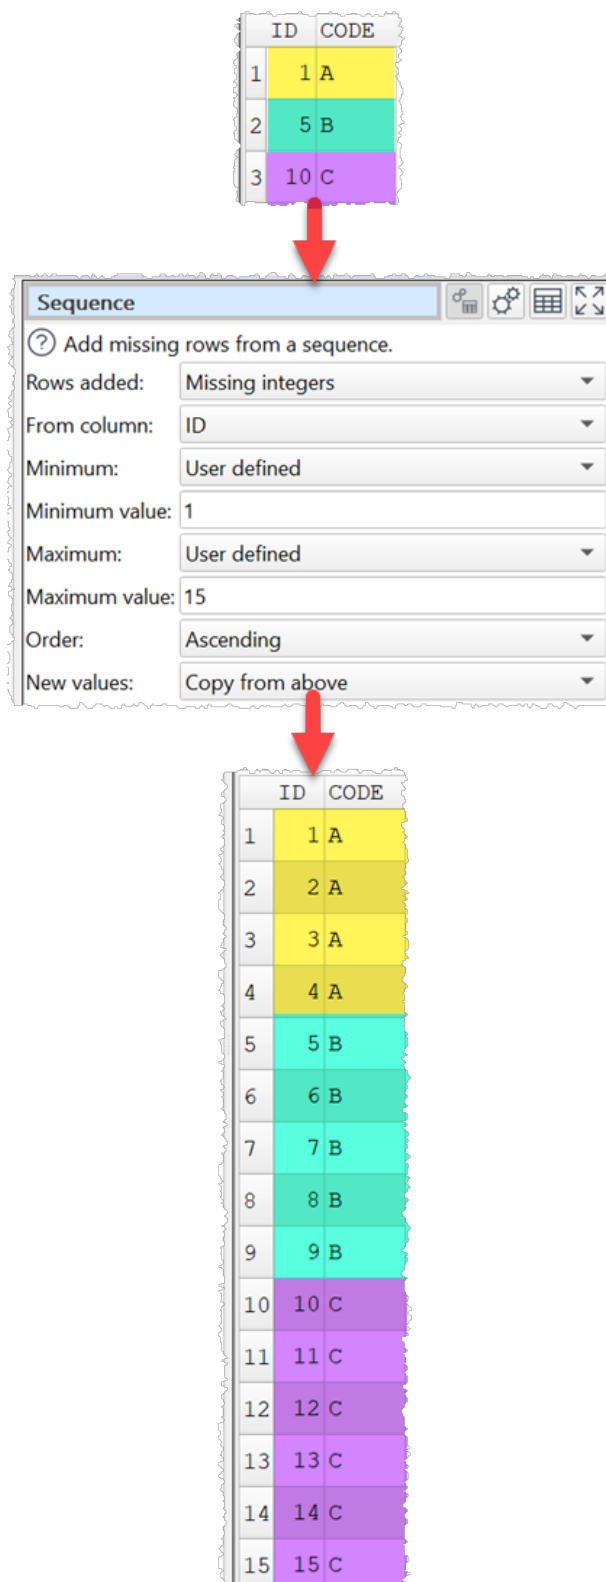 ID CODE
1 1 A
2 5 B
3 10 C
Sequence
? Add missing rows from a sequence.
Rows added: Missing integers
From column: ID
Minimum: User defined
Minimum value: 1
Maximum: User defined
Maximum value: 15
Order: Ascending
New values: Copy from above
ID CODE
1 1 A
2 2 A
3 3 A
4 4 A
5 5 B
6 6 B
7 7 B
8 8 B
9 9 B
10 10 C
11 11 C
12 12 C
13 13 C
14 14 C
15 15 C